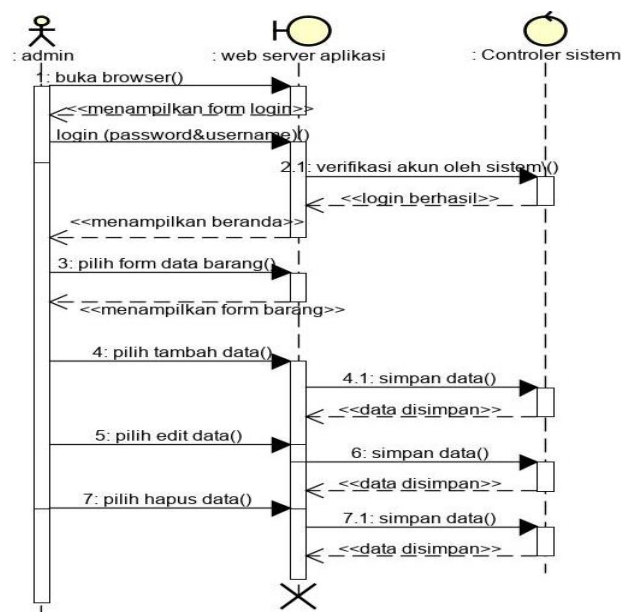 : admin
: web server aplikasi
: Controler sistem
1: buka browser()
<<menampilkan form login>>
login (password&username)()
2.1: verifikasi akun oleh sistem\()
<<login berhasil>>
<<menampilkan beranda>>
3: pilih form data barang()
<<menampilkan form barang>>
4: pilih tambah data()
4.1: simpan data()
<<data disimpan>>
5: pilih edit data()
6: simpan data()
<<data disimpan>>
7: pilih hapus data()
7.1: simpan data()
<<data disimpan>>